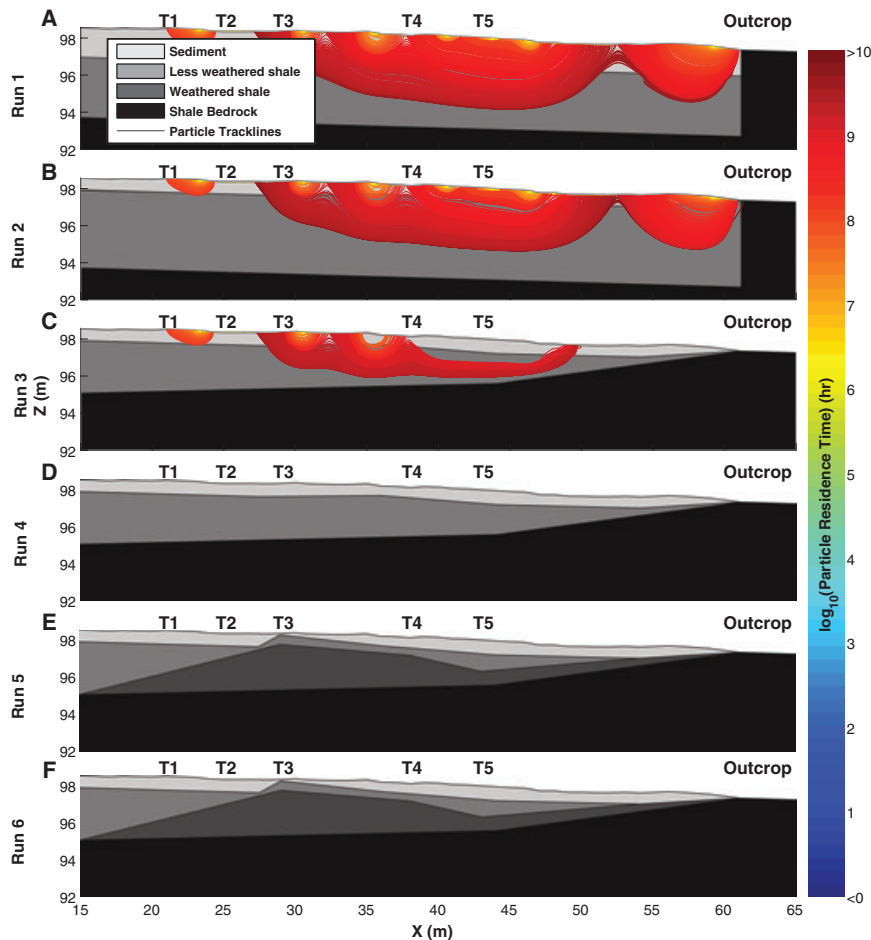 A
T1 T2 T3 T4 T5 Outcrop
98
96
94
92
Run 1
Sediment
Less weathered shale
Weathered shale
Shale Bedrock
Particle Tracklines
B
T1 T2 T3 T4 T5 Outcrop
98
96
94
92
Run 2
C
T1 T2 T3 T4 T5 Outcrop
98
96
94
92
Run 3
Z (m)
D
T1 T2 T3 T4 T5 Outcrop
98
96
94
92
Run 4
E
T1 T2 T3 T4 T5 Outcrop
98
96
94
92
Run 5
F
T1 T2 T3 T4 T5 Outcrop
98
96
94
92
Run 6
15 20 25 30 35 40 45 50 55 60 65
X (m)
>10
9
8
7
6
5
4
3
2
1
<0
log10(Particle Residence Time) (hr)